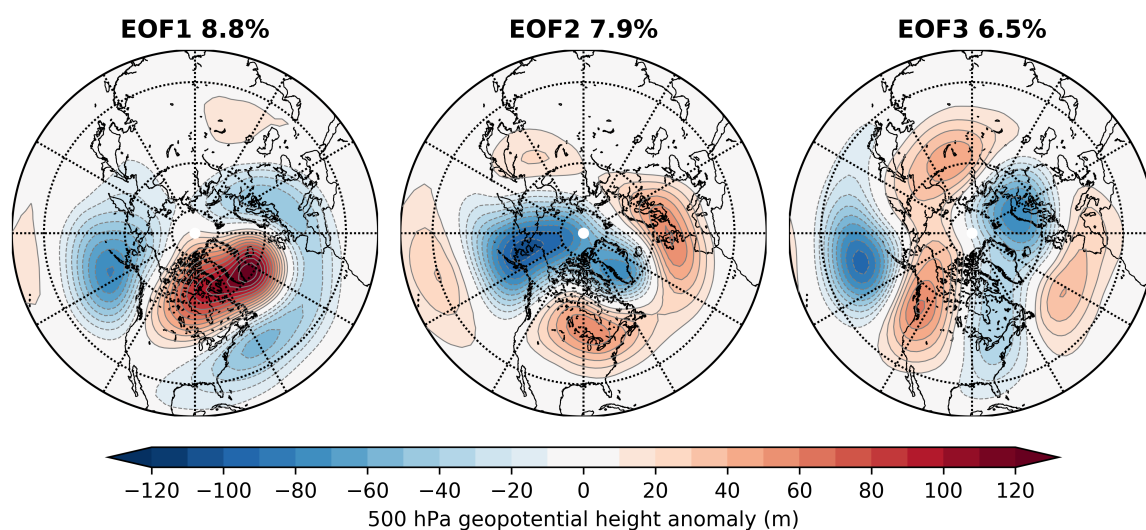 EOF1 8.8%
EOF2 7.9%
EOF3 6.5%
−120 −100 −80 −60 −40 −20 0 20 40 60 80 100 120
500 hPa geopotential height anomaly (m)